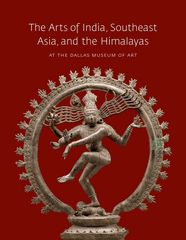 The Arts of India, Southeast
Asia, and the Himalayas
AT THE DALLAS MUSEUM OF ART